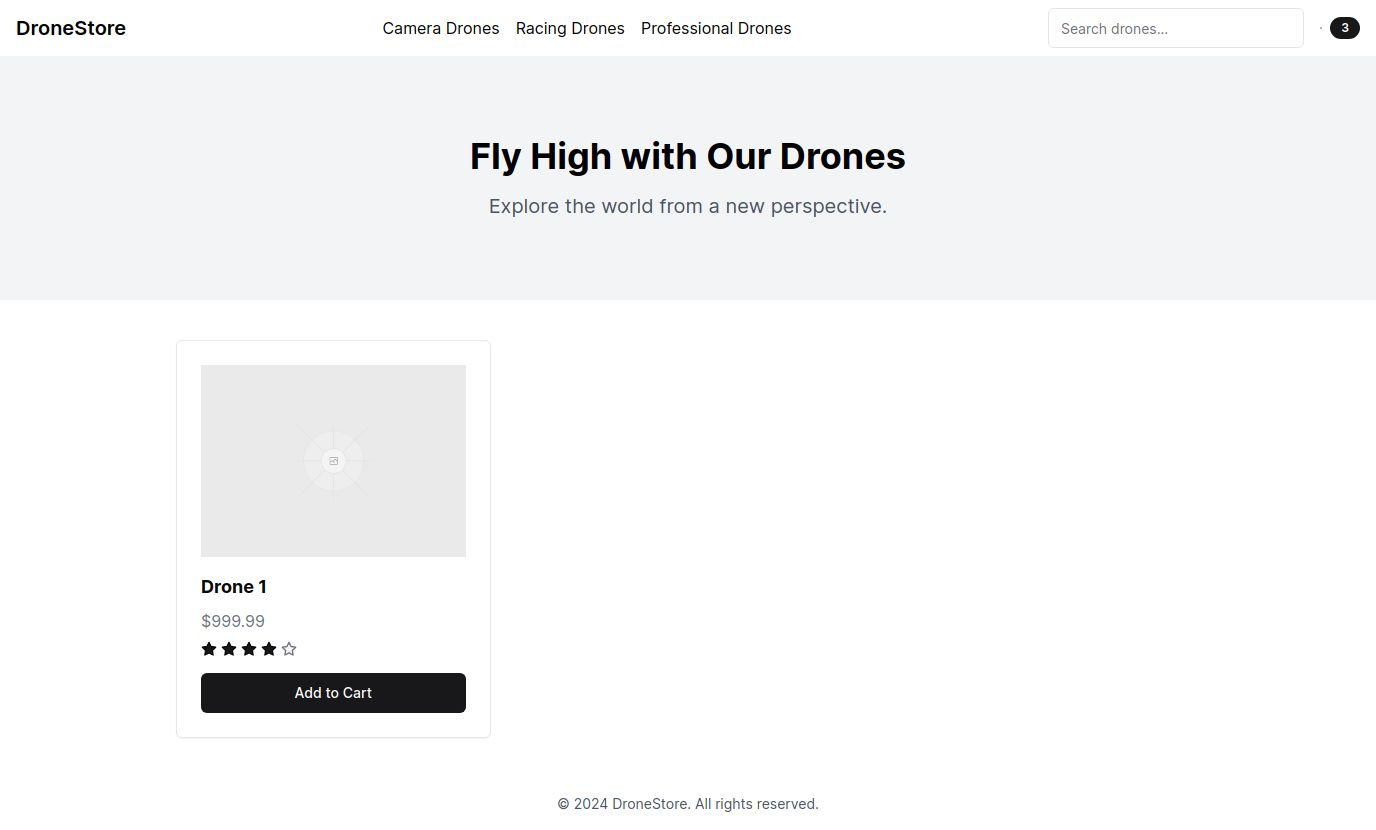 DroneStore
Camera Drones Racing Drones Professional Drones
Search drones...
3
Fly High with Our Drones
Explore the world from a new perspective.
Drone 1
$999.99
Add to Cart
© 2024 DroneStore. All rights reserved.